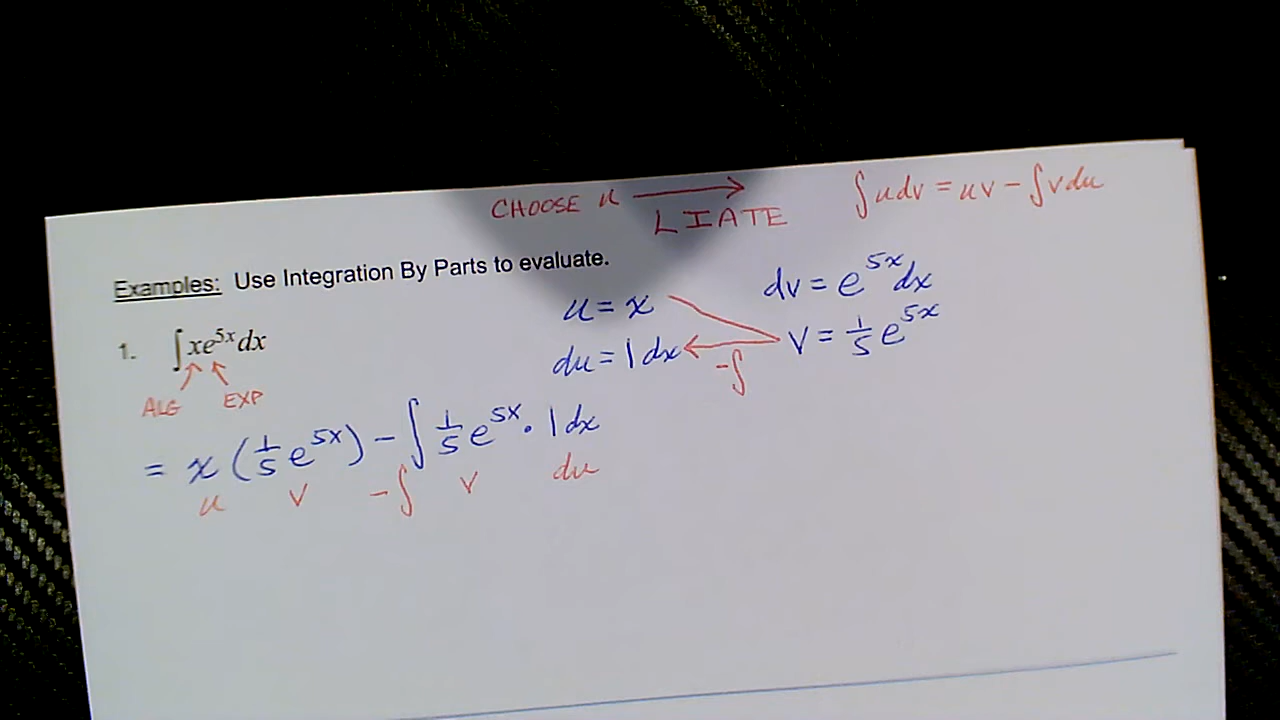 CHOOSE u ⟶ ∫udv = uv − ∫vdu
LIATE
Examples: Use Integration By Parts to evaluate.
u = x dv = e^{5x}dx
1. ∫xe^{5x}dx
du = 1dx ← v = 1/5 e^{5x}
−∫
ALG EXP
= x(1/5 e^{5x}) − ∫ 1/5 e^{5x} · 1dx
u v −∫ v du